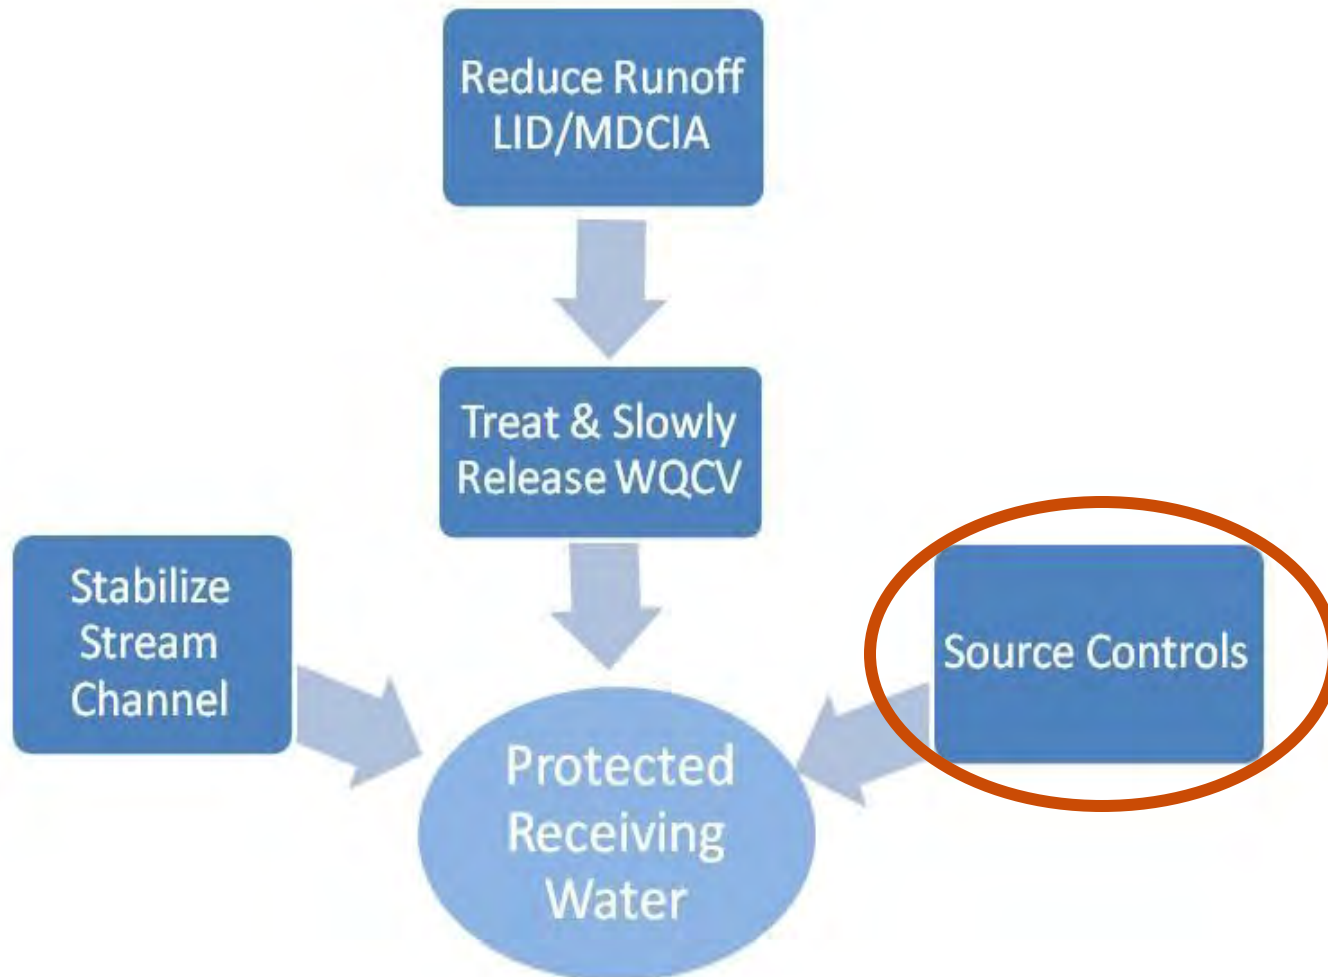 Reduce Runoff
LID/MDCIA
Treat & Slowly
Release WQCV
Stabilize
Stream
Channel
Source Controls
Protected
Receiving
Water